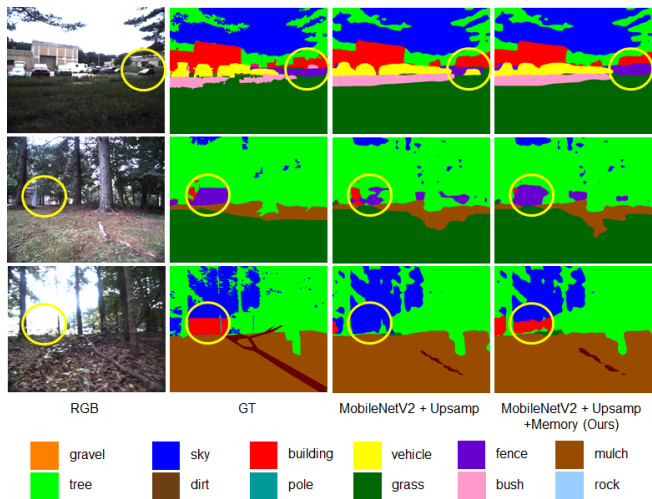 RGB
GT
MobileNetV2 + Upsamp
MobileNetV2 + Upsamp
+Memory (Ours)
gravel
sky
building
vehicle
fence
mulch
tree
dirt
pole
grass
bush
rock